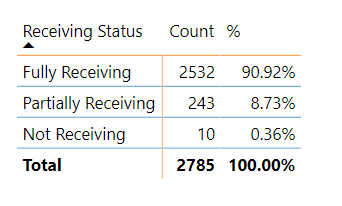 Receiving Status Count %
Fully Receiving 2532 90.92%
Partially Receiving 243 8.73%
Not Receiving 10 0.36%
Total 2785 100.00%